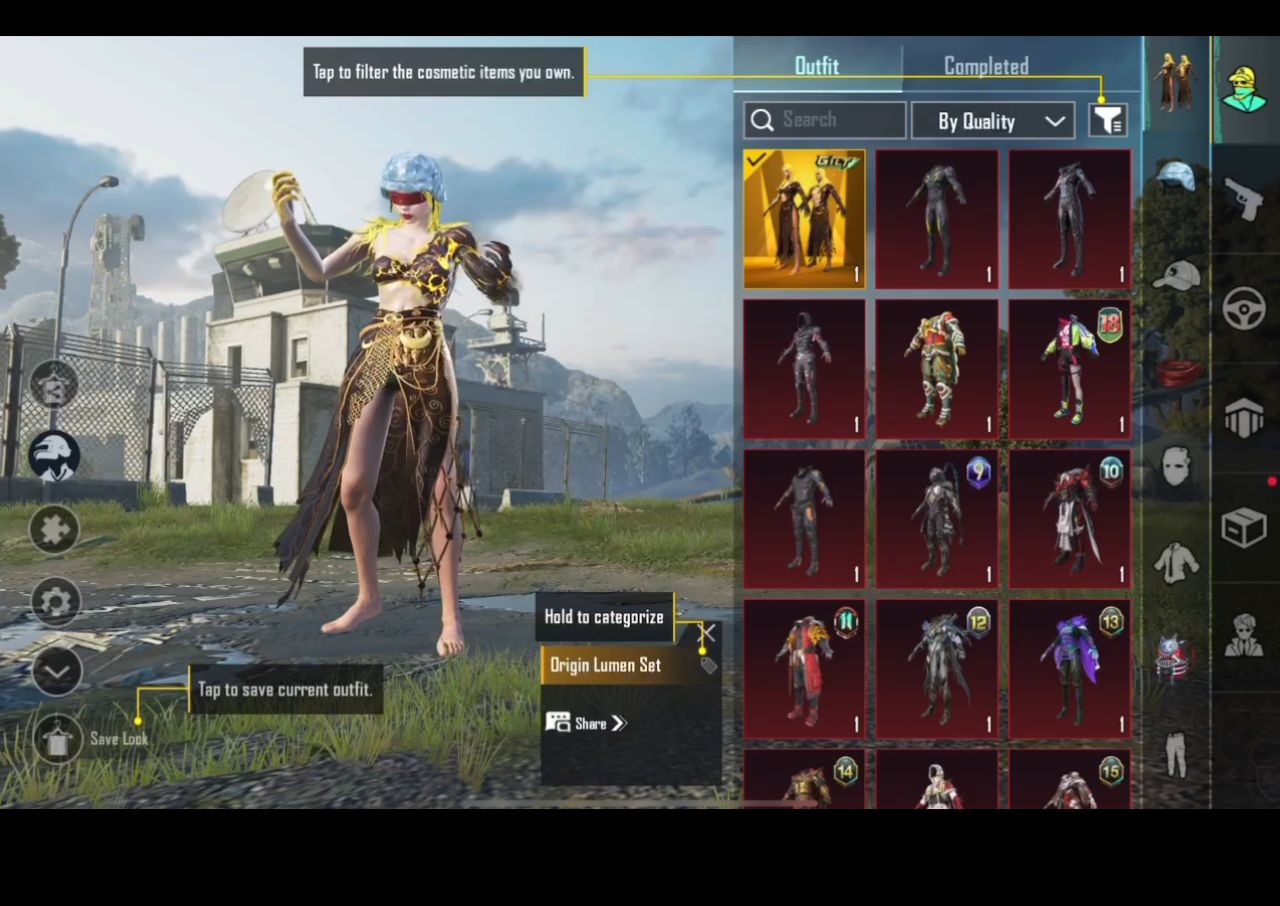 Tap to filter the cosmetic items you own.
Outfit
Completed
Search
By Quality
GILT
1
1
1
18
1
1
1
9
10
1
1
1
11
12
13
1
1
1
14
15
Hold to categorize
Origin Lumen Set
Share
Tap to save current outfit.
Save Look